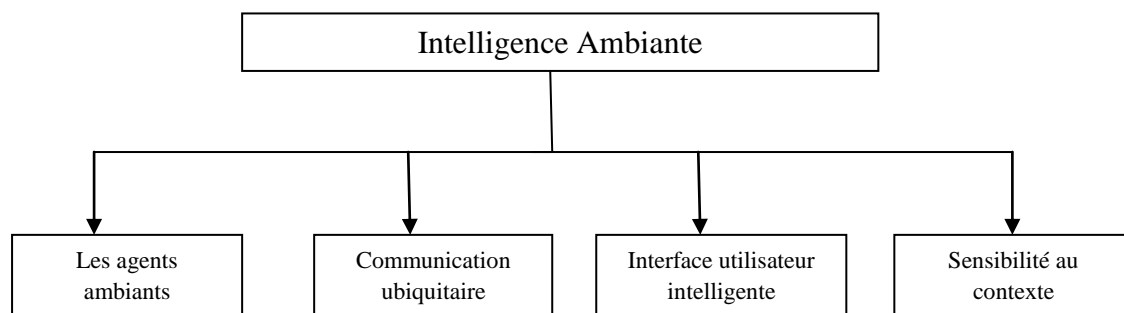 Intelligence Ambiante
Les agents
ambiants
Communication
ubiquitaire
Interface utilisateur
intelligente
Sensibilité au
contexte